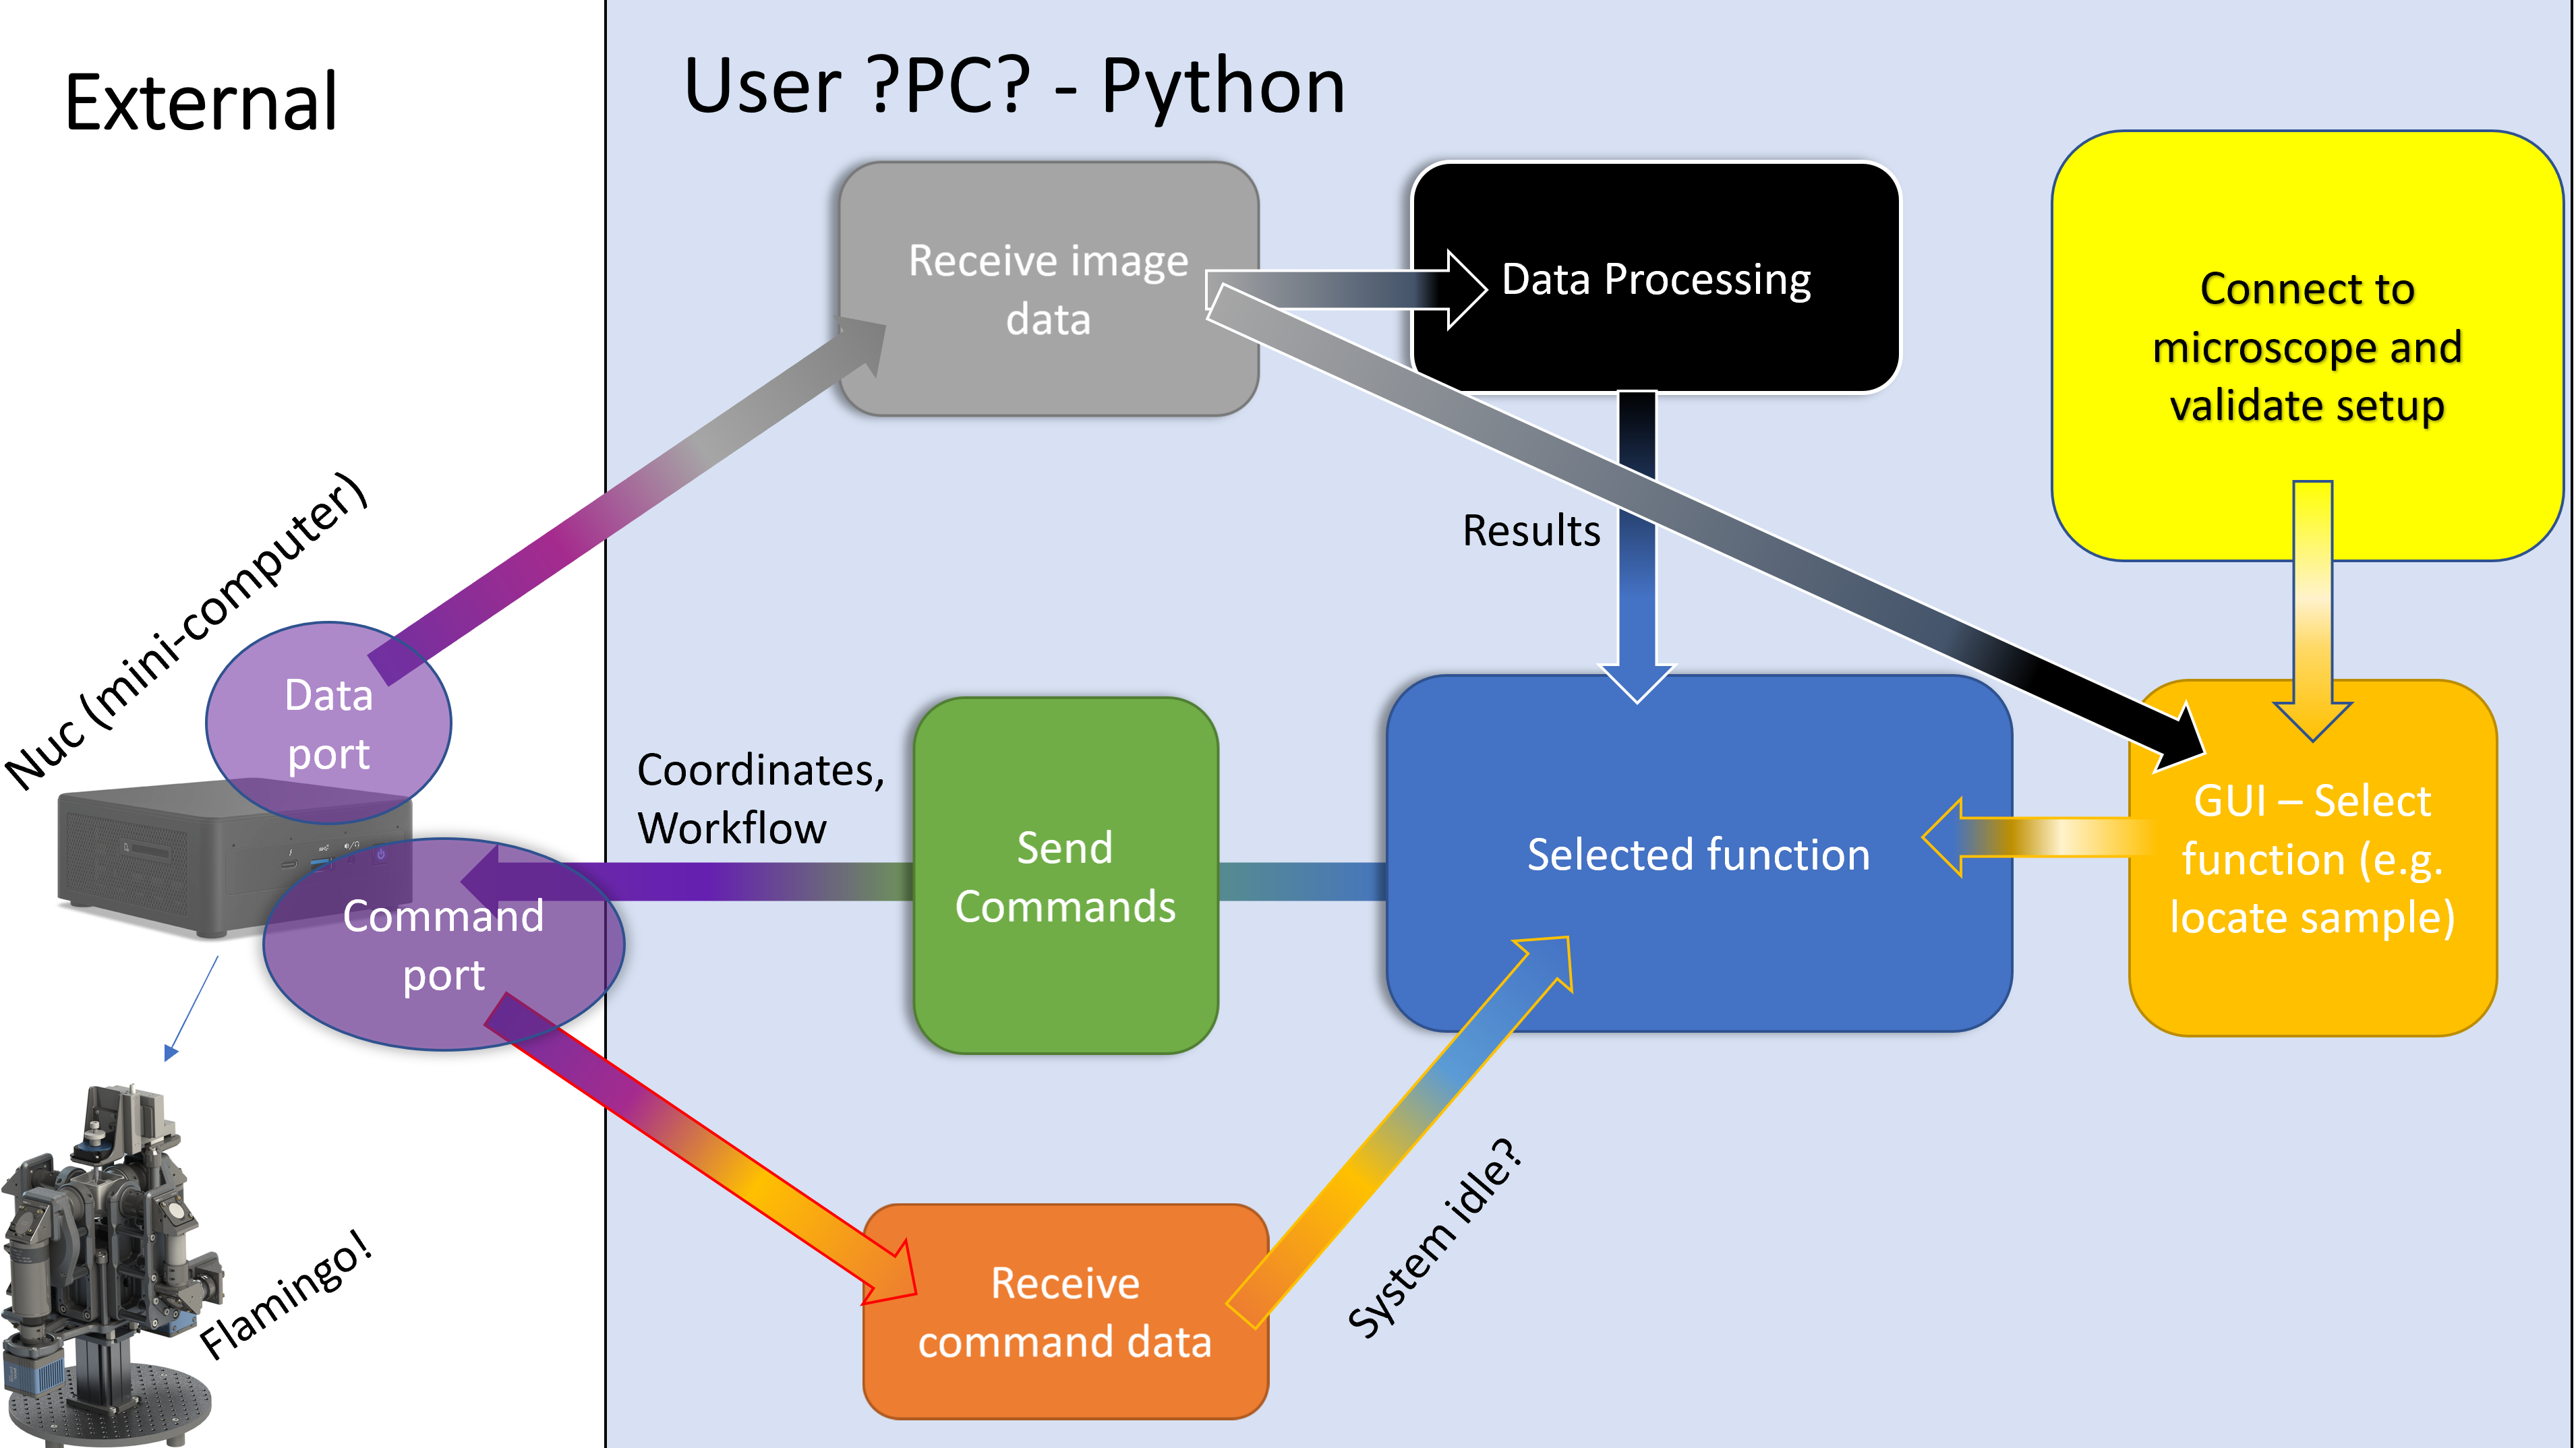 External
User ?PC? - Python
Receive image
data
Data Processing
Connect to
microscope and
validate setup
Results
Nuc (mini-computer)
Data
port
Coordinates,
Workflow
Send
Commands
Selected function
GUI – Select
function (e.g.
locate sample)
Command
port
System idle?
Flamingo!
Receive
command data